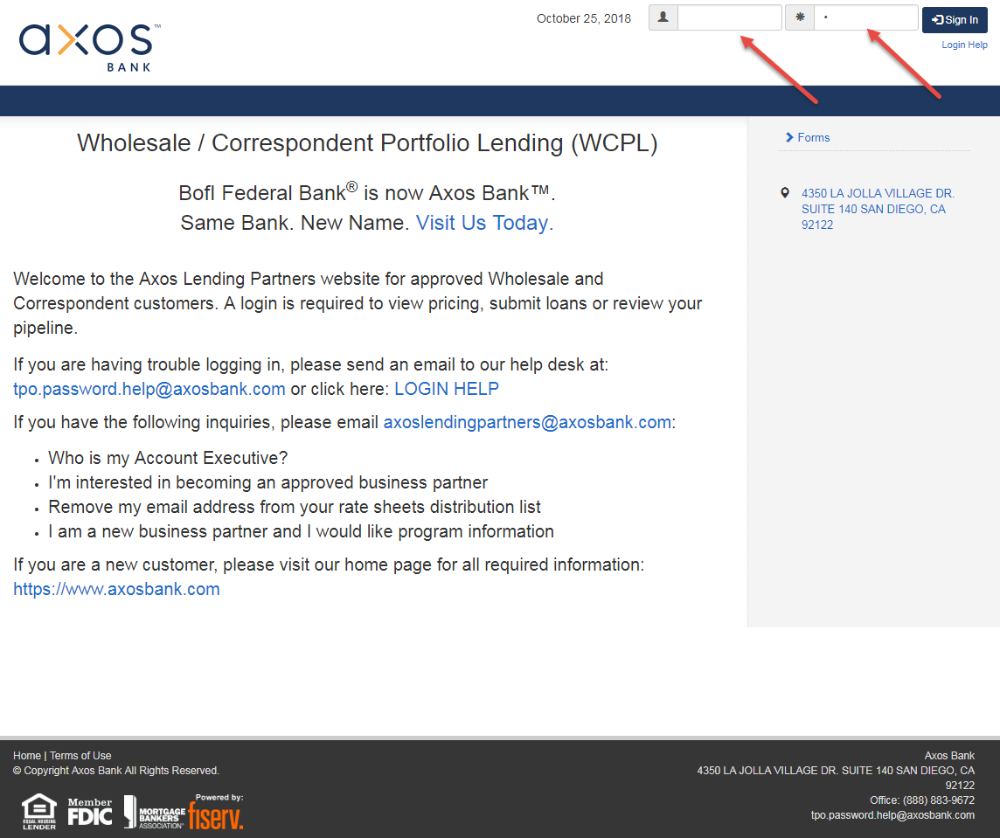 axos™
BANK
October 25, 2018
Sign In
Login Help
Wholesale / Correspondent Portfolio Lending (WCPL)
BofI Federal Bank® is now Axos Bank™.
Same Bank. New Name. Visit Us Today.
Welcome to the Axos Lending Partners website for approved Wholesale and
Correspondent customers. A login is required to view pricing, submit loans or review your
pipeline.
If you are having trouble logging in, please send an email to our help desk at:
tpo.password.help@axosbank.com or click here: LOGIN HELP
If you have the following inquiries, please email axoslendingpartners@axosbank.com:
• Who is my Account Executive?
• I'm interested in becoming an approved business partner
• Remove my email address from your rate sheets distribution list
• I am a new business partner and I would like program information
If you are a new customer, please visit our home page for all required information:
https://www.axosbank.com
Forms
4350 LA JOLLA VILLAGE DR.
SUITE 140 SAN DIEGO, CA
92122
Home | Terms of Use
© Copyright Axos Bank All Rights Reserved.
EQUAL HOUSING
LENDER
Member
FDIC
MORTGAGE
BANKERS
ASSOCIATION
Powered by:
fiserv.
Axos Bank
4350 LA JOLLA VILLAGE DR. SUITE 140 SAN DIEGO, CA
92122
Office: (888) 883-9672
tpo.password.help@axosbank.com